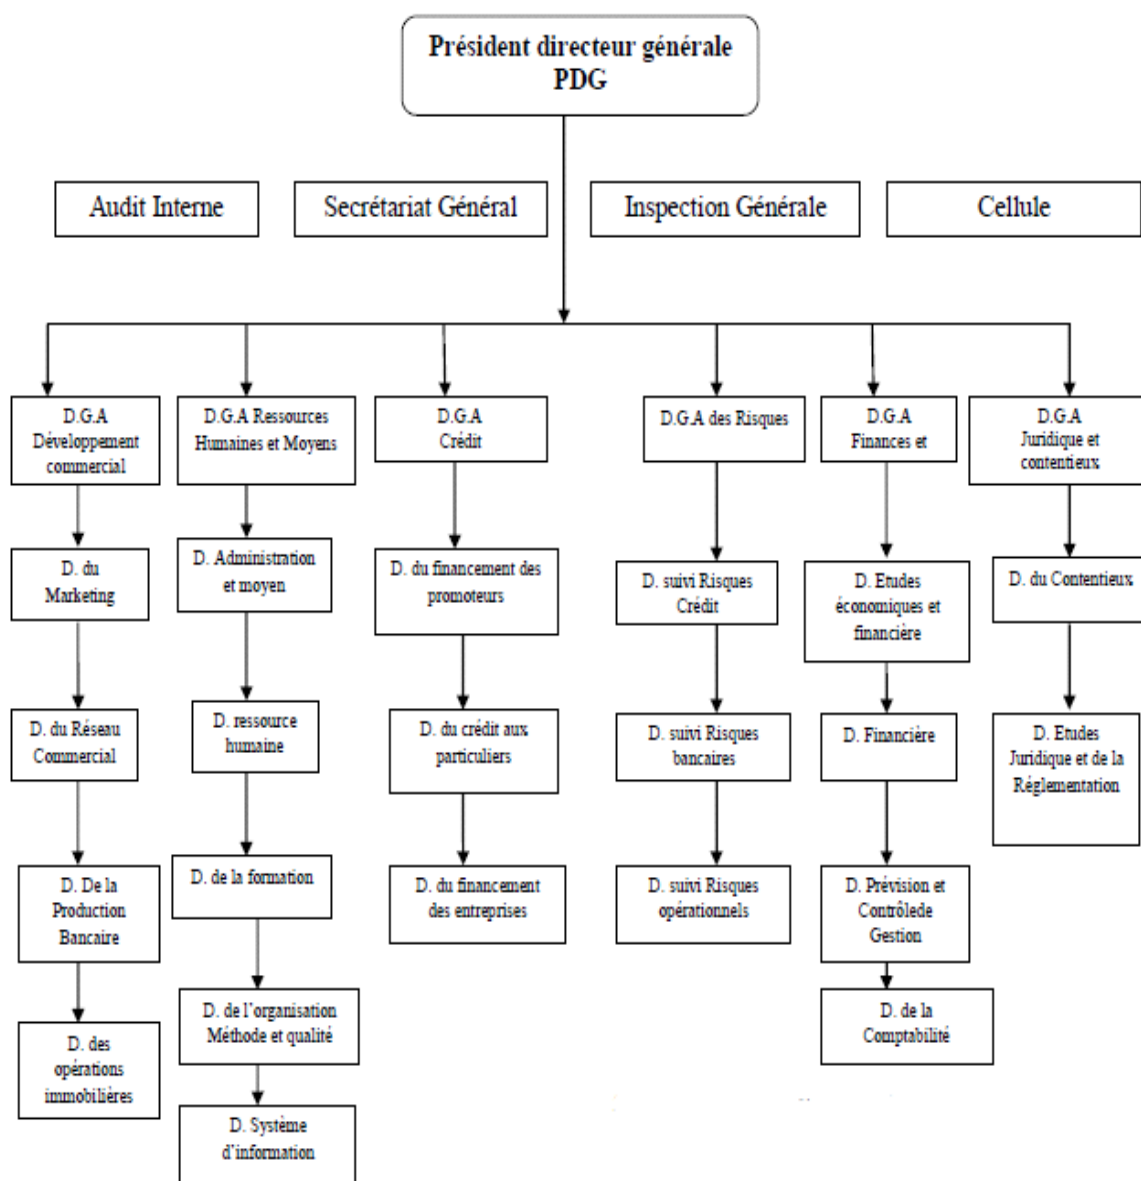 Président directeur générale
PDG
Audit Interne
Secrétariat Général
Inspection Générale
Cellule
D.G.A
Développement
commercial
D.G.A Ressources
Humaines et Moyens
D.G.A
Crédit
D.G.A des Risques
D.G.A
Finances et
D.G.A
Juridique et
contentieux
D. du
Marketing
D. Administration
et moyen
D. du financement des
promoteurs
D. suivi Risques
Crédit
D. Etudes
économiques et
financière
D. du Contentieux
D. du Réseau
Commercial
D. ressource
humaine
D. du crédit aux
particuliers
D. suivi Risques
bancaires
D. Financière
D. Etudes
Juridique et de la
Réglementation
D. De la
Production
Bancaire
D. de la formation
D. du financement
des entreprises
D. suivi Risques
opérationnels
D. Prévision et
Contrôlede
Gestion
D. des
opérations
immobilières
D. de l'organisation
Méthode et qualité
D. de la
Comptabilité
D. Système
d'information